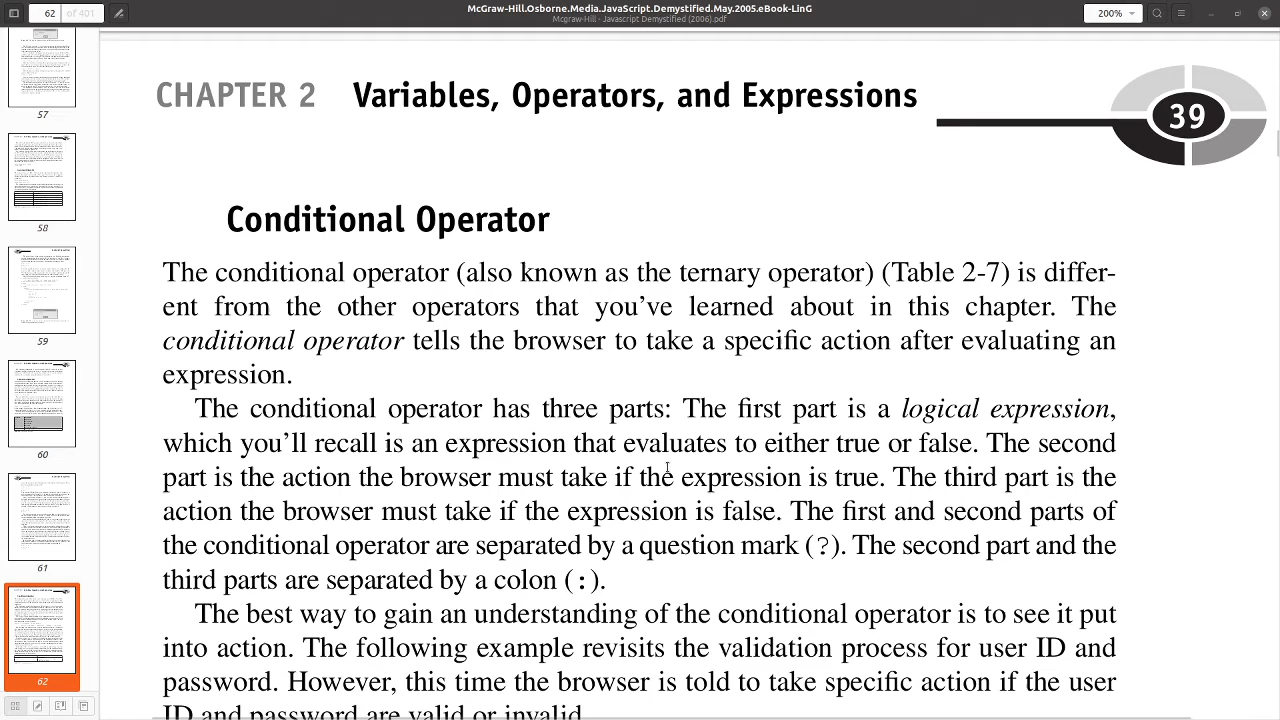 62 of 401
McGraw-Hill.Osborne.Media.JavaScript.Demystified.May.2005.eBook-LinG
McGraw-Hill - Javascript Demystified (2006).pdf
200%
57
58
59
60
61
62
CHAPTER 2 Variables, Operators, and Expressions
39
Conditional Operator
The conditional operator (also known as the ternary operator) (Table 2-7) is differ-
ent from the other operators that you’ve learned about in this chapter. The
conditional operator tells the browser to take a specific action after evaluating an
expression.
The conditional operator has three parts: The first part is a logical expression,
which you’ll recall is an expression that evaluates to either true or false. The second
part is the action the browser must take if the expression is true. The third part is the
action the browser must take if the expression is false. The first and second parts of
the conditional operator are separated by a question mark (?). The second part and the
third parts are separated by a colon (:).
The best way to gain an understanding of the conditional operator is to see it put
into action. The following example revisits the validation process for user ID and
password. However, this time the browser is told to take specific action if the user
ID and password are valid or invalid